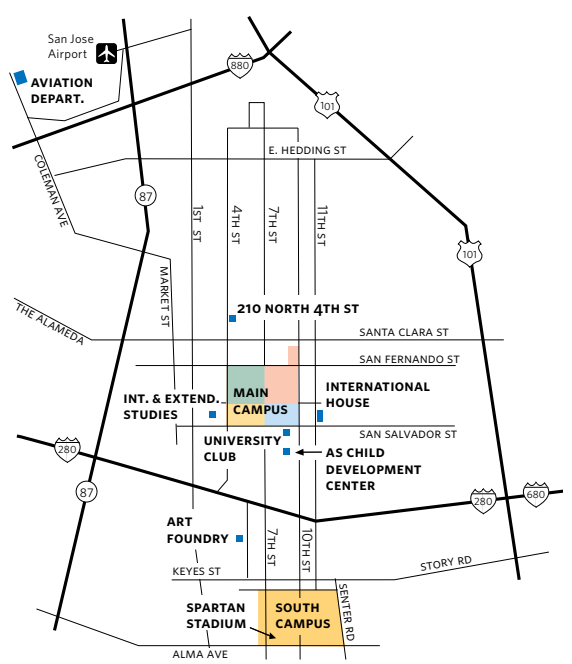 San Jose
Airport
880
AVIATION
DEPART.
101
E. HEDDING ST
COLEMAN AVE
87
1ST ST
4TH ST
7TH ST
11TH ST
101
MARKET ST
210 NORTH 4TH ST
THE ALAMEDA
SANTA CLARA ST
SAN FERNANDO ST
INT. & EXTEND.
STUDIES
MAIN
CAMPUS
INTERNATIONAL
HOUSE
SAN SALVADOR ST
UNIVERSITY
CLUB
280
AS CHILD
DEVELOPMENT
CENTER
87
280
680
ART
FOUNDRY
7TH ST
10TH ST
STORY RD
KEYES ST
SENTER RD
SPARTAN
STADIUM
SOUTH
CAMPUS
ALMA AVE